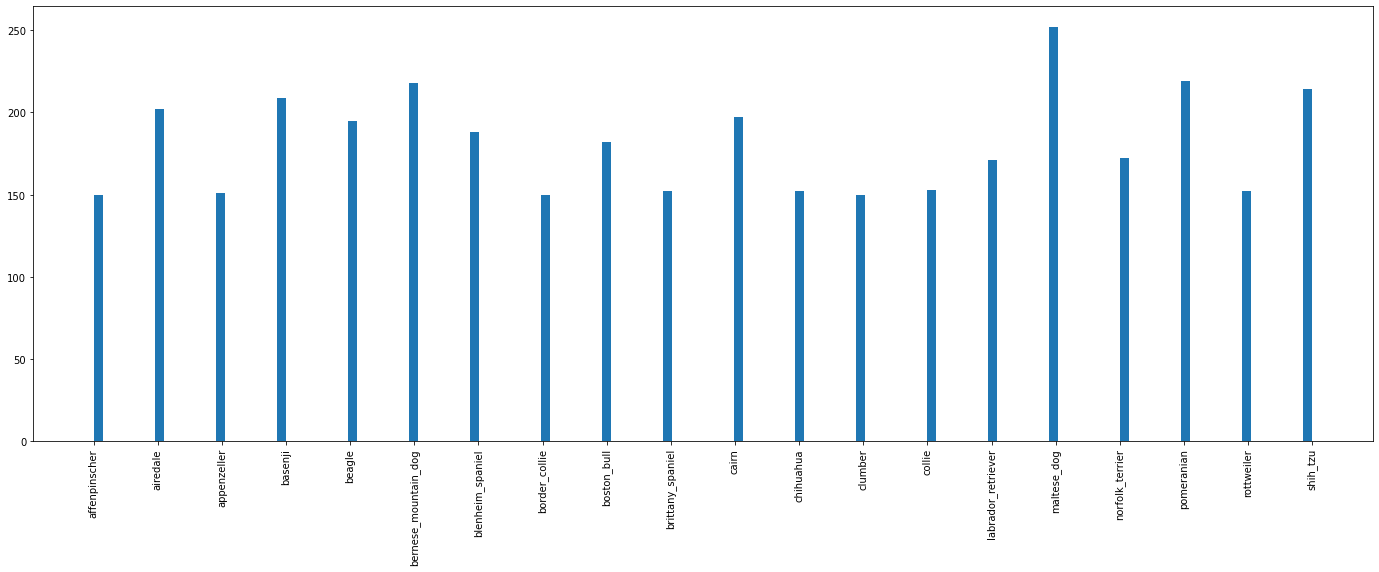 250
200
150
100
50
0
affenpinscher
airedale
appenzeller
basenji
beagle
bernese_mountain_dog
blenheim_spaniel
border_collie
boston_bull
brittany_spaniel
cairn
chihuahua
clumber
collie
labrador_retriever
maltese_dog
norfolk_terrier
pomeranian
rottweiler
shih_tzu